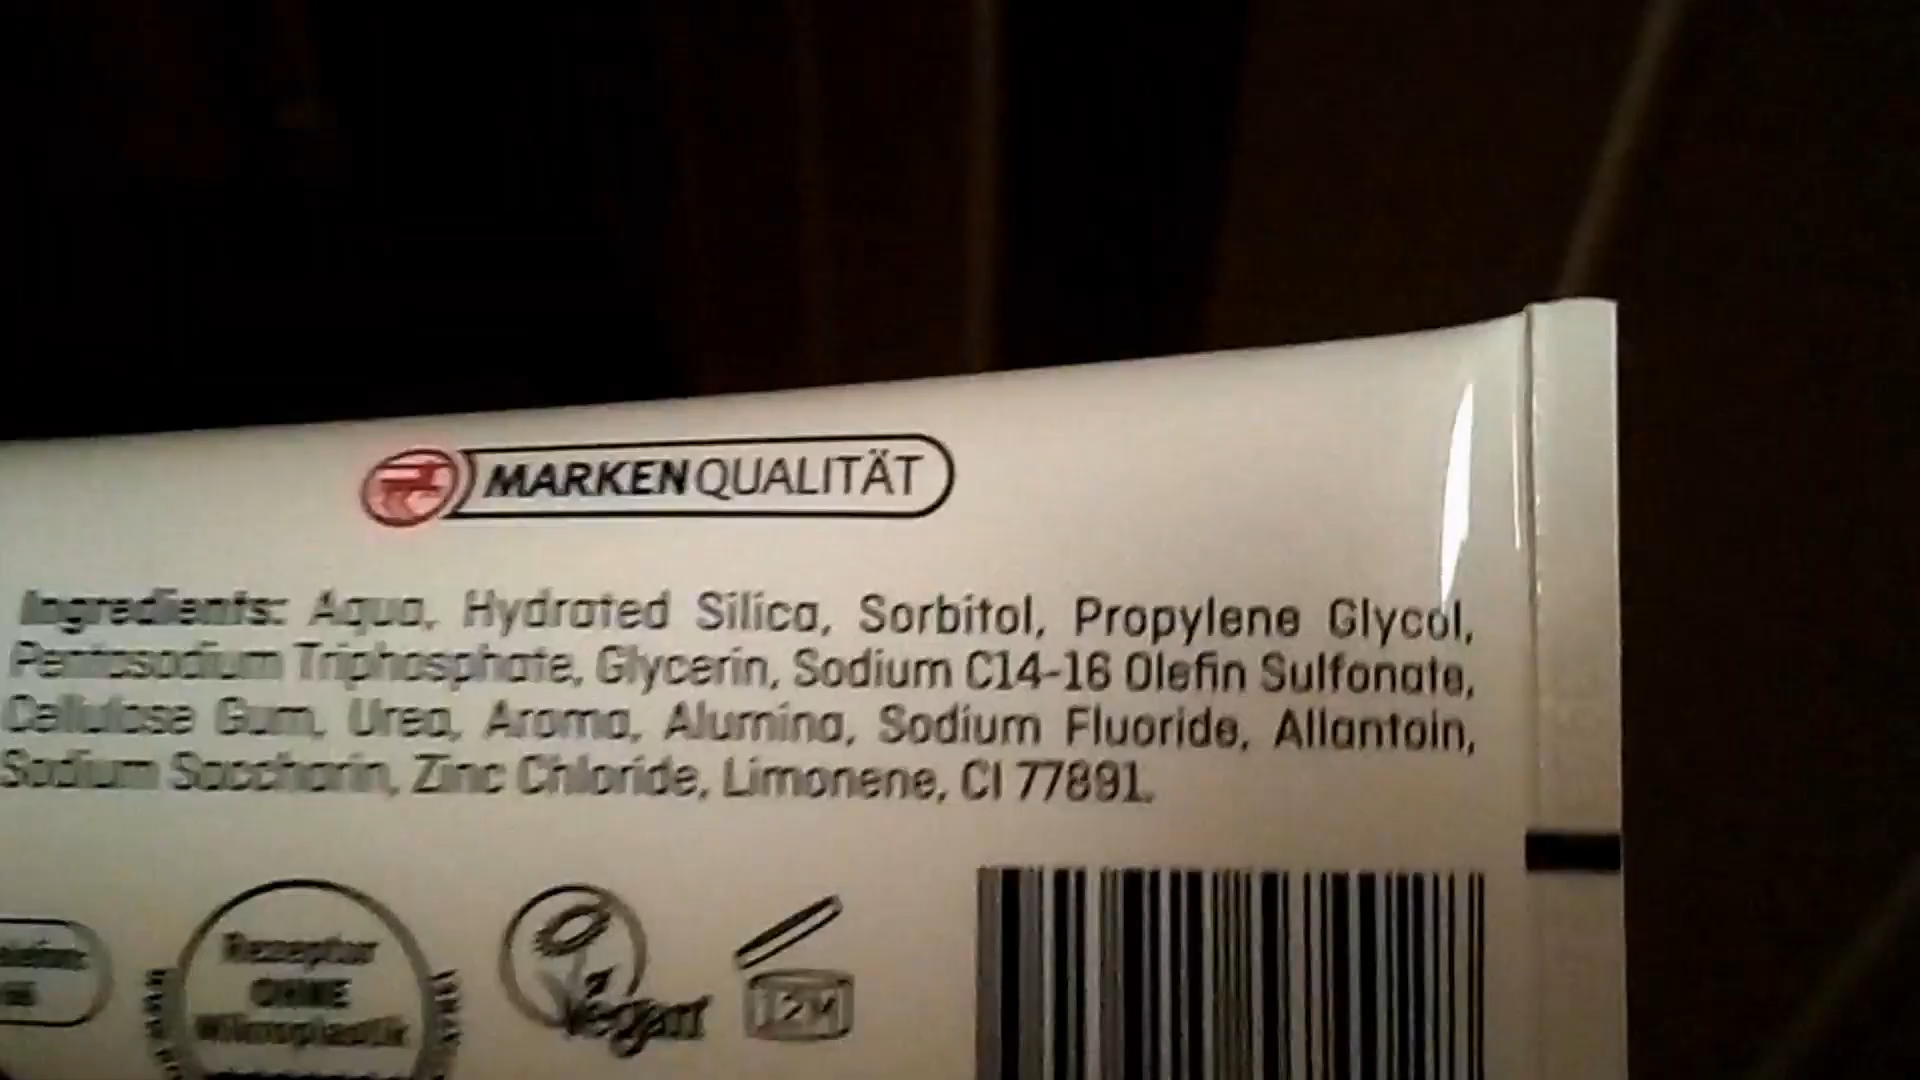 MARKENQUALITÄT
Ingredients: Aqua, Hydrated Silica, Sorbitol, Propylene Glycol,
Pentasodium Triphosphate, Glycerin, Sodium C14-16 Olefin Sulfonate,
Cellulose Gum, Urea, Aroma, Alumina, Sodium Fluoride, Allantoin,
Sodium Saccharin, Zinc Chloride, Limonene, CI 77891.
Rezeptur
OHNE
Mikroplastik
Vegan
12M